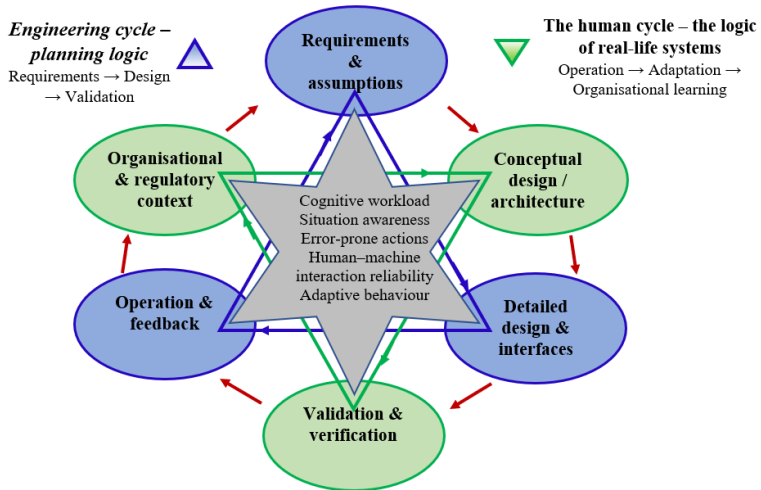 Engineering cycle –
planning logic
Requirements → Design
→ Validation
The human cycle – the logic
of real-life systems
Operation → Adaptation →
Organisational learning
Requirements
&
assumptions
Organisational
& regulatory
context
Conceptual
design /
architecture
Cognitive workload
Situation awareness
Error-prone actions
Human–machine
interaction reliability
Adaptive behaviour
Operation &
feedback
Detailed
design &
interfaces
Validation &
verification